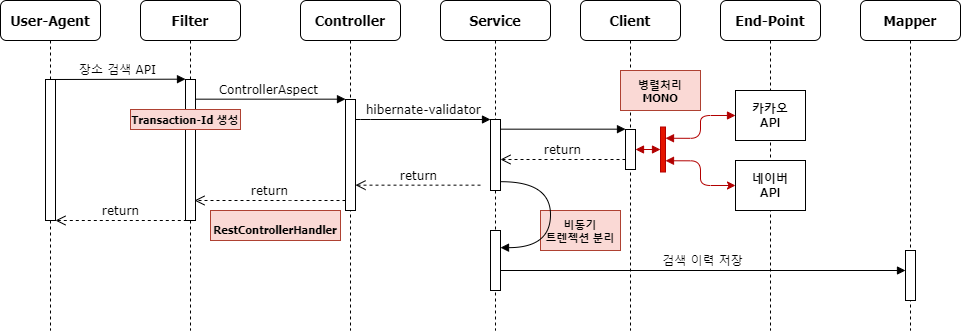 User-Agent
Filter
Controller
Service
Client
End-Point
Mapper
장소 검색 API
ControllerAspect
hibernate-validator
Transaction-Id 생성
병렬처리
MONO
카카오
API
네이버
API
return
return
return
return
RestControllerHandler
비동기
트렌젝션 분리
검색 이력 저장